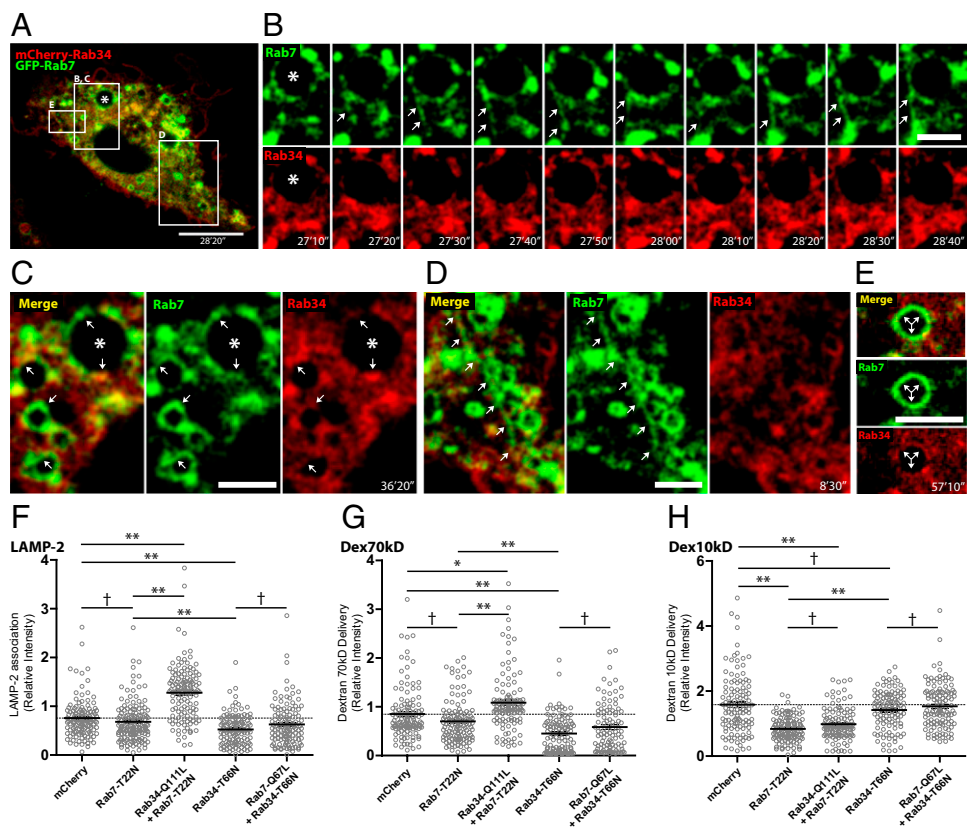 A
mCherry-Rab34
GFP-Rab7
B, C
*
E
D
28'20"
B
Rab7
*
Rab34
*
27'10" 27'20" 27'30" 27'40" 27'50" 28'00" 28'10" 28'20" 28'30" 28'40"
C
Merge Rab7 Rab34
* * *
36'20"
D
Merge Rab7 Rab34
8'30"
E
Merge
Rab7
Rab34
57'10"
F
LAMP-2
**
**
† ** †
**
LAMP-2 association
(Relative Intensity)
4
3
2
1
0
mCherry
Rab7-T22N
Rab34-Q111L
+ Rab7-T22N
Rab34-T66N
Rab7-Q67L
+ Rab34-T66N
G
Dex70kD
**
*
**
† ** †
Dextran 70kD Delivery
(Relative Intensity)
4
3
2
1
0
mCherry
Rab7-T22N
Rab34-Q111L
+ Rab7-T22N
Rab34-T66N
Rab7-Q67L
+ Rab34-T66N
H
Dex10kD
**
†
** **
† †
Dextran 10kD Delivery
(Relative Intensity)
6
4
2
0
mCherry
Rab7-T22N
Rab34-Q111L
+ Rab7-T22N
Rab34-T66N
Rab7-Q67L
+ Rab34-T66N